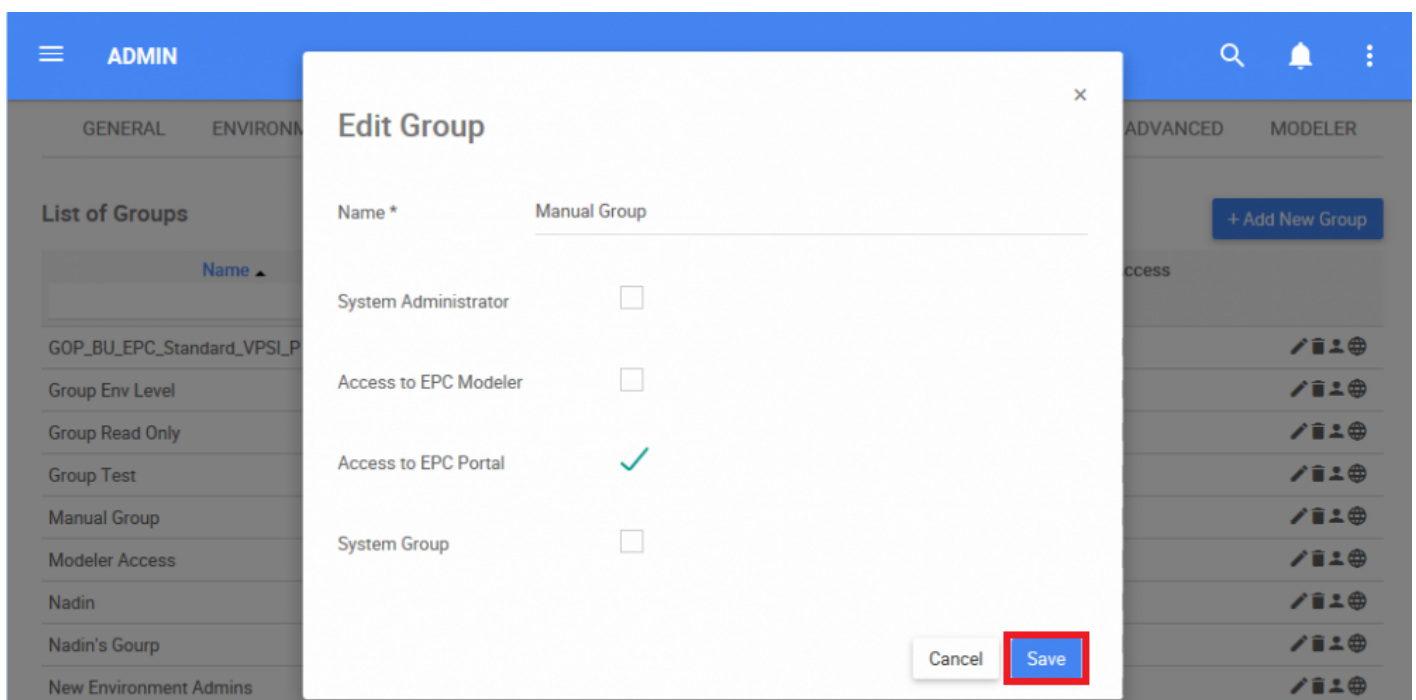 ADMIN
GENERAL ENVIRONM ADVANCED MODELER
×
Edit Group
List of Groups
+ Add New Group
Name * Manual Group
Name ccess
System Administrator
GOP_BU_EPC_Standard_VPSI_P
Access to EPC Modeler
Group Env Level
Group Read Only
Access to EPC Portal
Group Test
Manual Group
System Group
Modeler Access
Nadin
Nadin's Gourp
Cancel Save
New Environment Admins